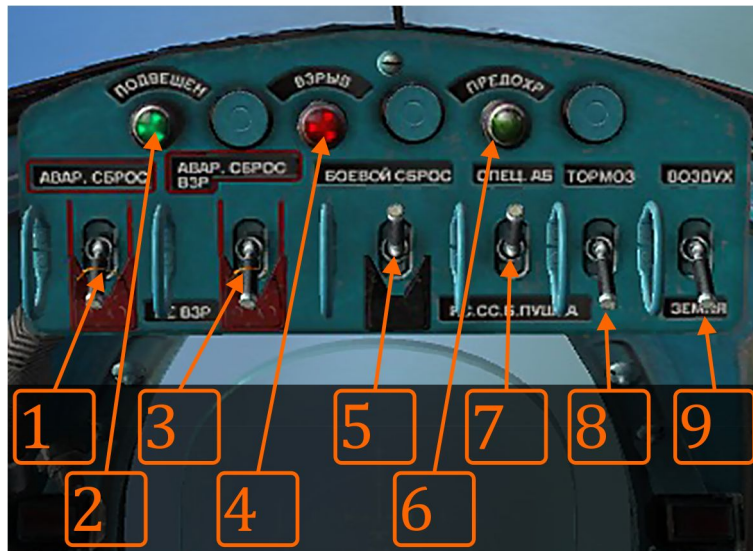 ПОДВЕШЕН
ВЗРЫВ
ПРЕДОХР
АВАР. СБРОС
АВАР. СБРОС
ВЗР
БОЕВОЙ СБРОС
СПЕЦ. АБ
ТОРМОЗ
ВОЗДУХ
ВЗР
ЗЕМЛЯ
1
3
5
7
8
9
2
4
6